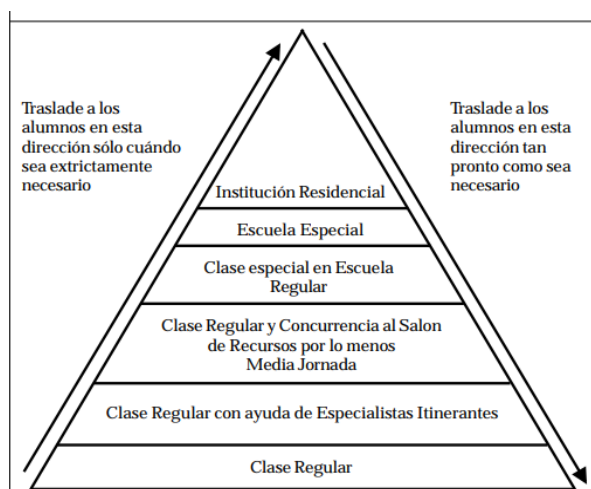 Traslade a los
alumnos en esta
dirección sólo cuándo
sea extrictamente
necesario
Traslade a los
alumnos en esta
dirección tan
pronto como sea
necesario
Institución Residencial
Escuela Especial
Clase especial en Escuela
Regular
Clase Regular y Concurrencia al Salon
de Recursos por lo menos
Media Jornada
Clase Regular con ayuda de Especialistas Itinerantes
Clase Regular